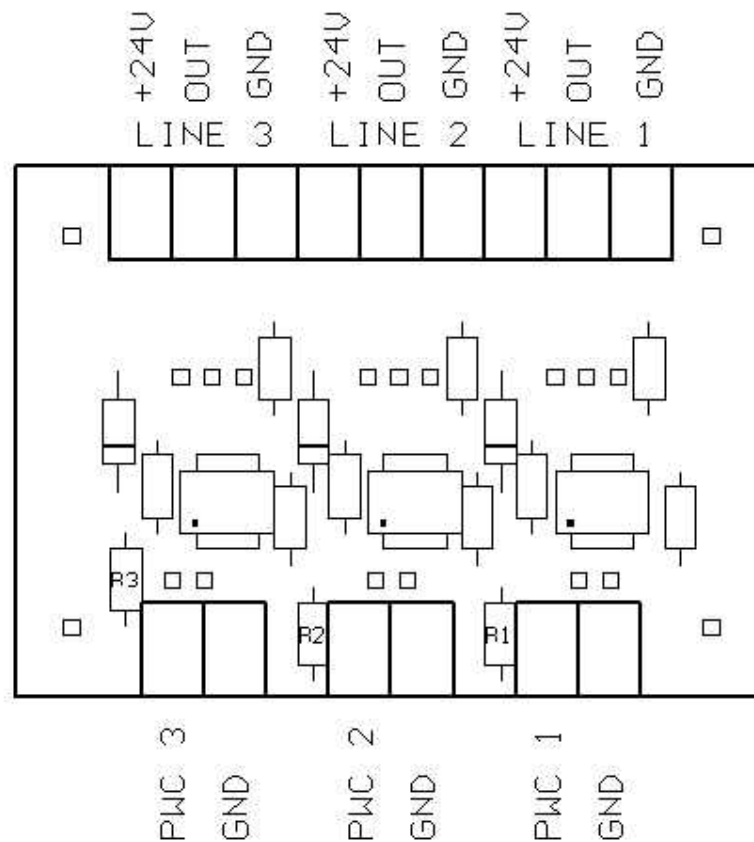 +24V OUT GND +24V OUT GND +24V OUT GND
LINE 3 LINE 2 LINE 1
R3
R2 R1
PWC 3 GND PWC 2 GND PWC 1 GND